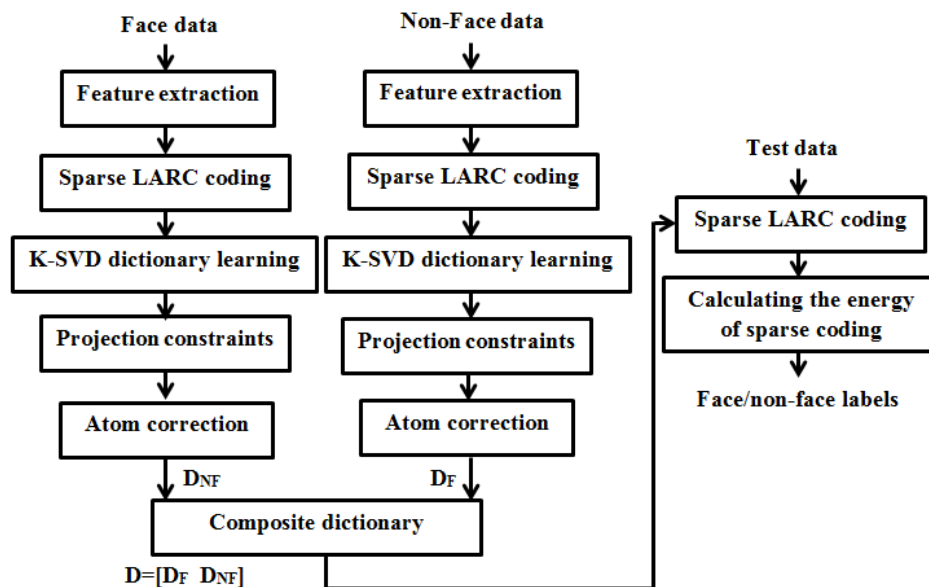 Face data
Feature extraction
Sparse LARC coding
K-SVD dictionary learning
Projection constraints
Atom correction
DNF
Non-Face data
Feature extraction
Sparse LARC coding
K-SVD dictionary learning
Projection constraints
Atom correction
DF
Composite dictionary
D=[DF DNF]
Test data
Sparse LARC coding
Calculating the energy
of sparse coding
Face/non-face labels